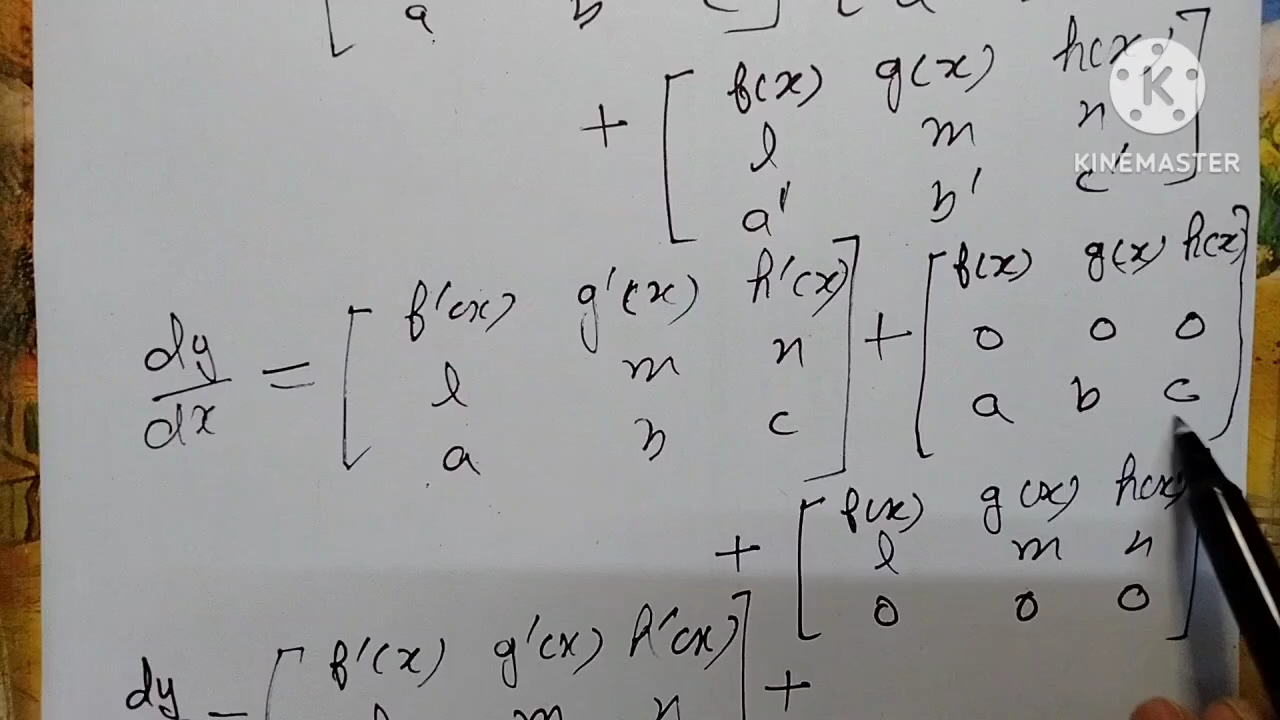 a b c ] [ a
+ [ f(x) g(x) h(x) ]
l m n
a' b' c'
K
KINEMASTER
dy/dx = [ f'(x) g'(x) h'(x) ] + [ f(x) g(x) h(x) ]
l m n 0 0 0
a b c a b c
+ [ f(x) g(x) h(x) ]
l m n
0 0 0
dy = [ f'(x) g'(x) h'(x) ] +
l m n